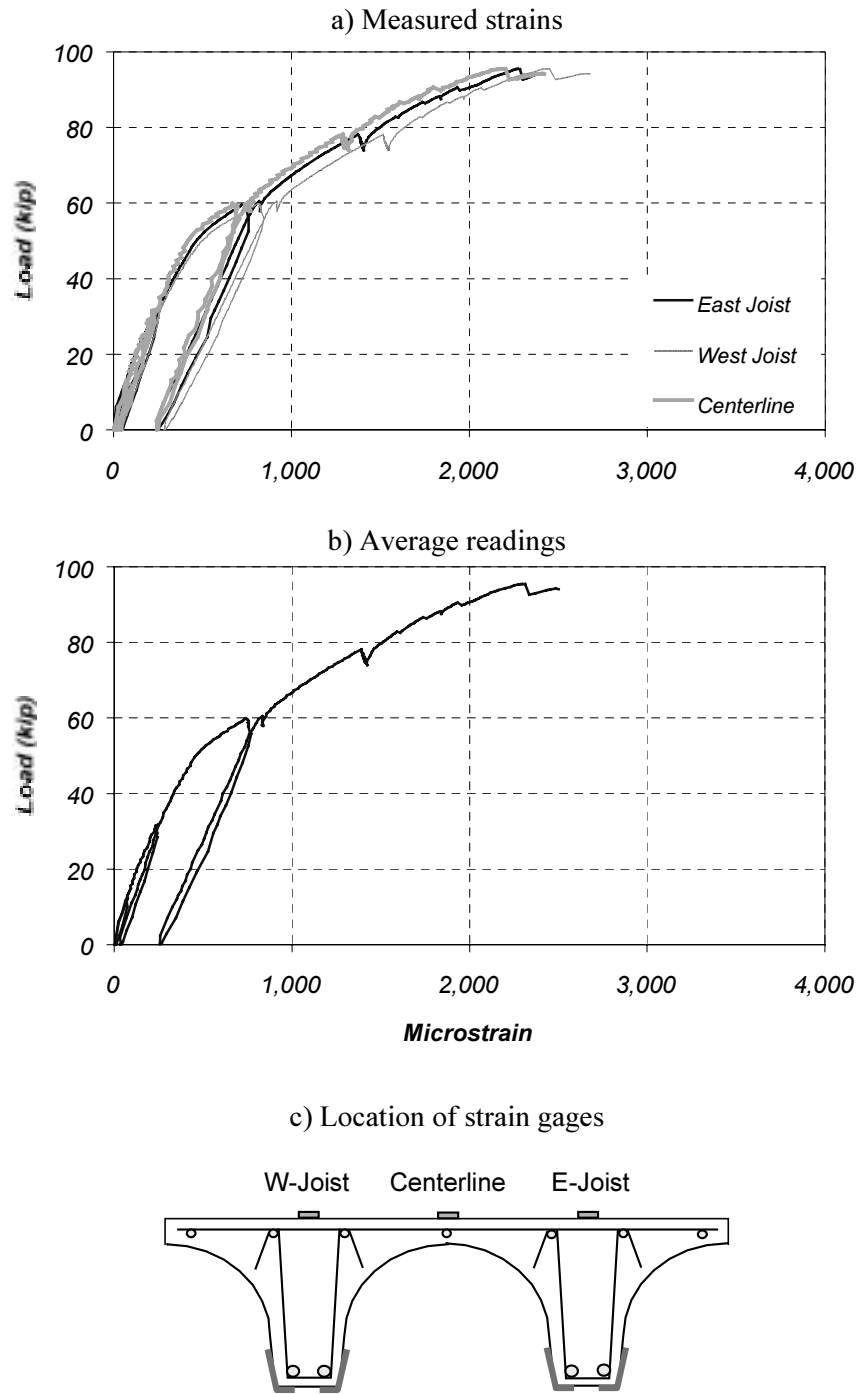 a) Measured strains
100
80
60
40
20
0
Load (kip)
East Joist
West Joist
Centerline
0 1,000 2,000 3,000 4,000
b) Average readings
100
80
60
40
20
0
Load (kip)
0 1,000 2,000 3,000 4,000
Microstrain
c) Location of strain gages
W-Joist Centerline E-Joist